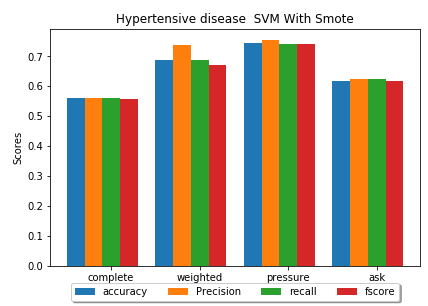 Hypertensive disease  SVM With Smote
Scores
0.7
0.6
0.5
0.4
0.3
0.2
0.1
0.0
complete weighted pressure ask
accuracy Precision recall fscore